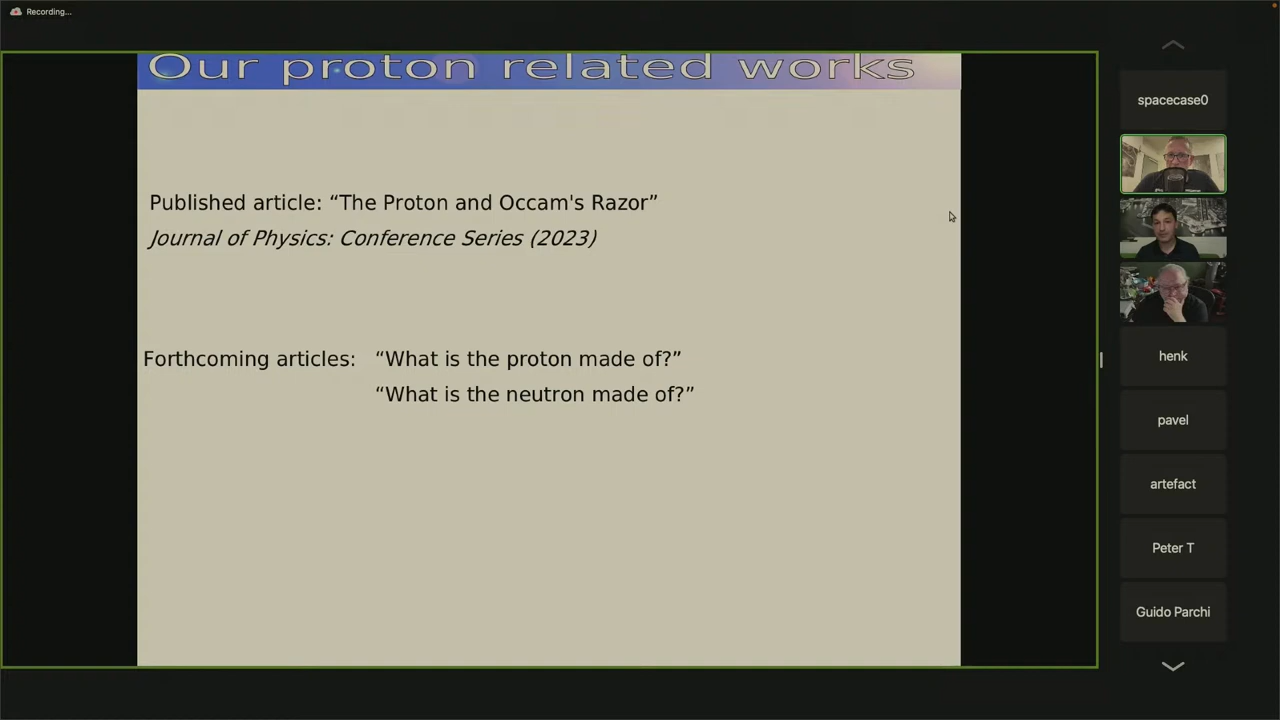 Recording...
Our proton related works
Published article: “The Proton and Occam's Razor”
Journal of Physics: Conference Series (2023)
Forthcoming articles: “What is the proton made of?”
“What is the neutron made of?”
spacecase0
henk
pavel
artefact
Peter T
Guido Parchi